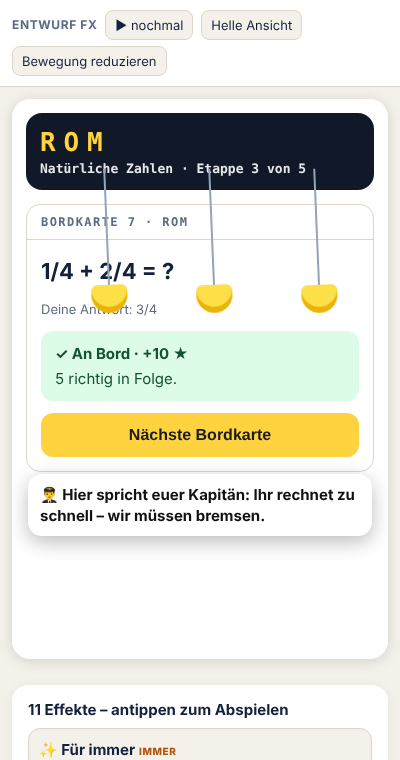 ENTWURF FX
▶ nochmal
Helle Ansicht
Bewegung reduzieren
ROM
Natürliche Zahlen · Etappe 3 von 5
BORDKARTE 7 · ROM
1/4 + 2/4 = ?
Deine Antwort: 3/4
✓ An Bord · +10 ★
5 richtig in Folge.
Nächste Bordkarte
👨‍✈️ Hier spricht euer Kapitän: Ihr rechnet zu
schnell – wir müssen bremsen.
11 Effekte – antippen zum Abspielen
✨ Für immer IMMER